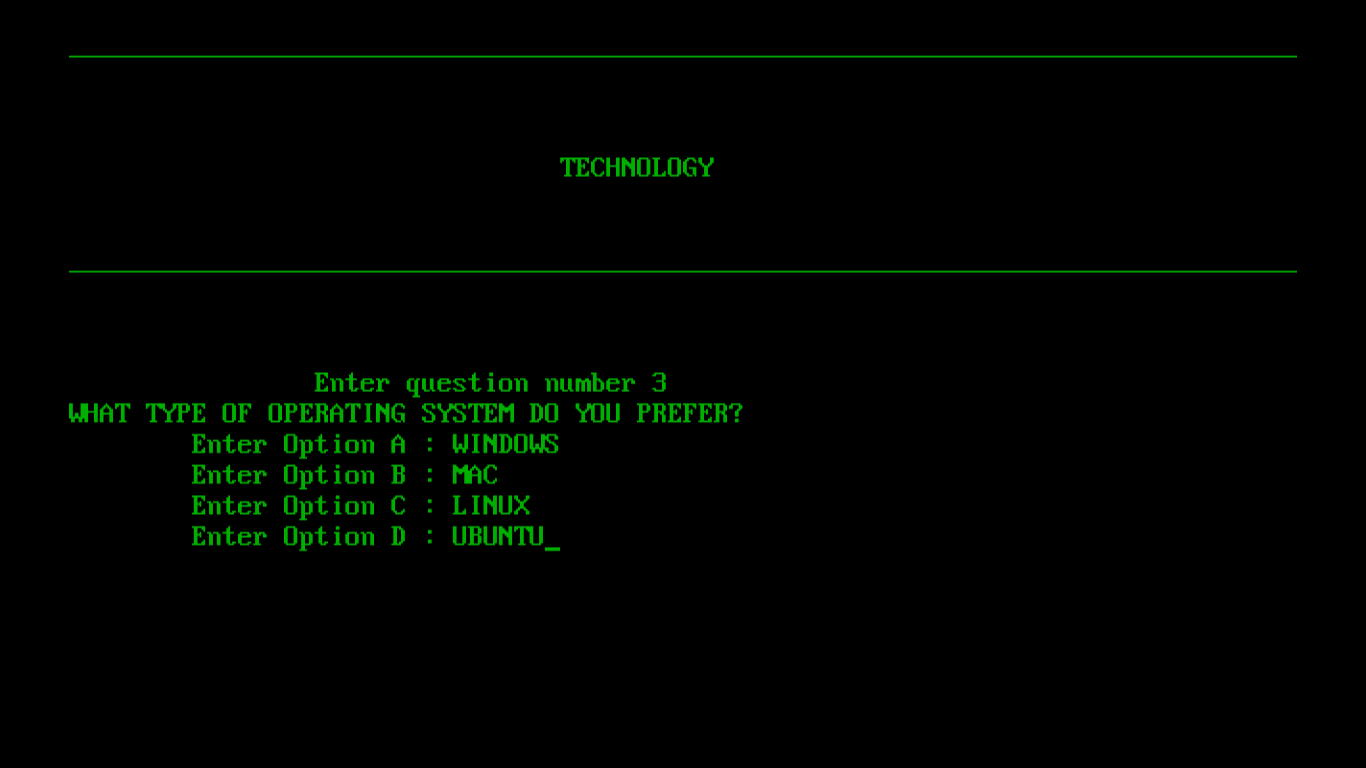 TECHNOLOGY
Enter question number 3
WHAT TYPE OF OPERATING SYSTEM DO YOU PREFER?
Enter Option A : WINDOWS
Enter Option B : MAC
Enter Option C : LINUX
Enter Option D : UBUNTU_